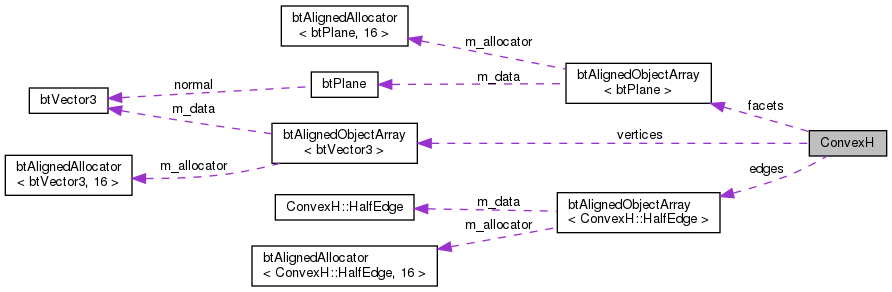 btAlignedAllocator
< btPlane, 16 >
m_allocator
btAlignedObjectArray
< btPlane >
normal
btPlane
m_data
btVector3
facets
m_data
btAlignedObjectArray
< btVector3 >
vertices
ConvexH
btAlignedAllocator
< btVector3, 16 >
m_allocator
edges
ConvexH::HalfEdge
m_data
btAlignedObjectArray
< ConvexH::HalfEdge >
m_allocator
btAlignedAllocator
< ConvexH::HalfEdge, 16 >